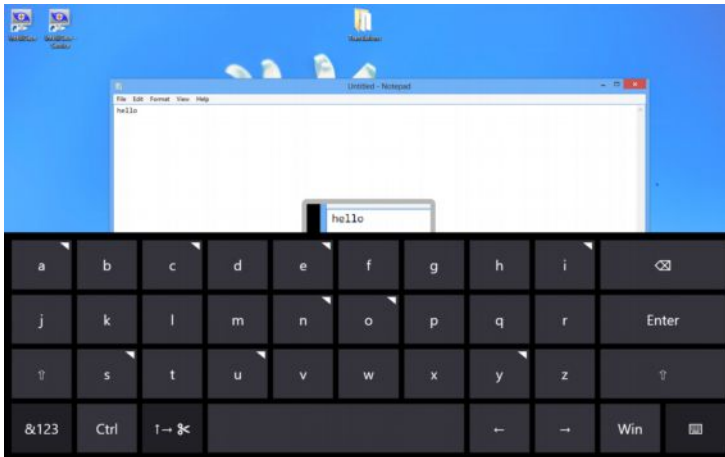 Untitled - Notepad
File Edit Format View Help
hello
hello
a b c d e f g h i
j k l m n o p q r Enter
s t u v w x y z
&123 Ctrl Win